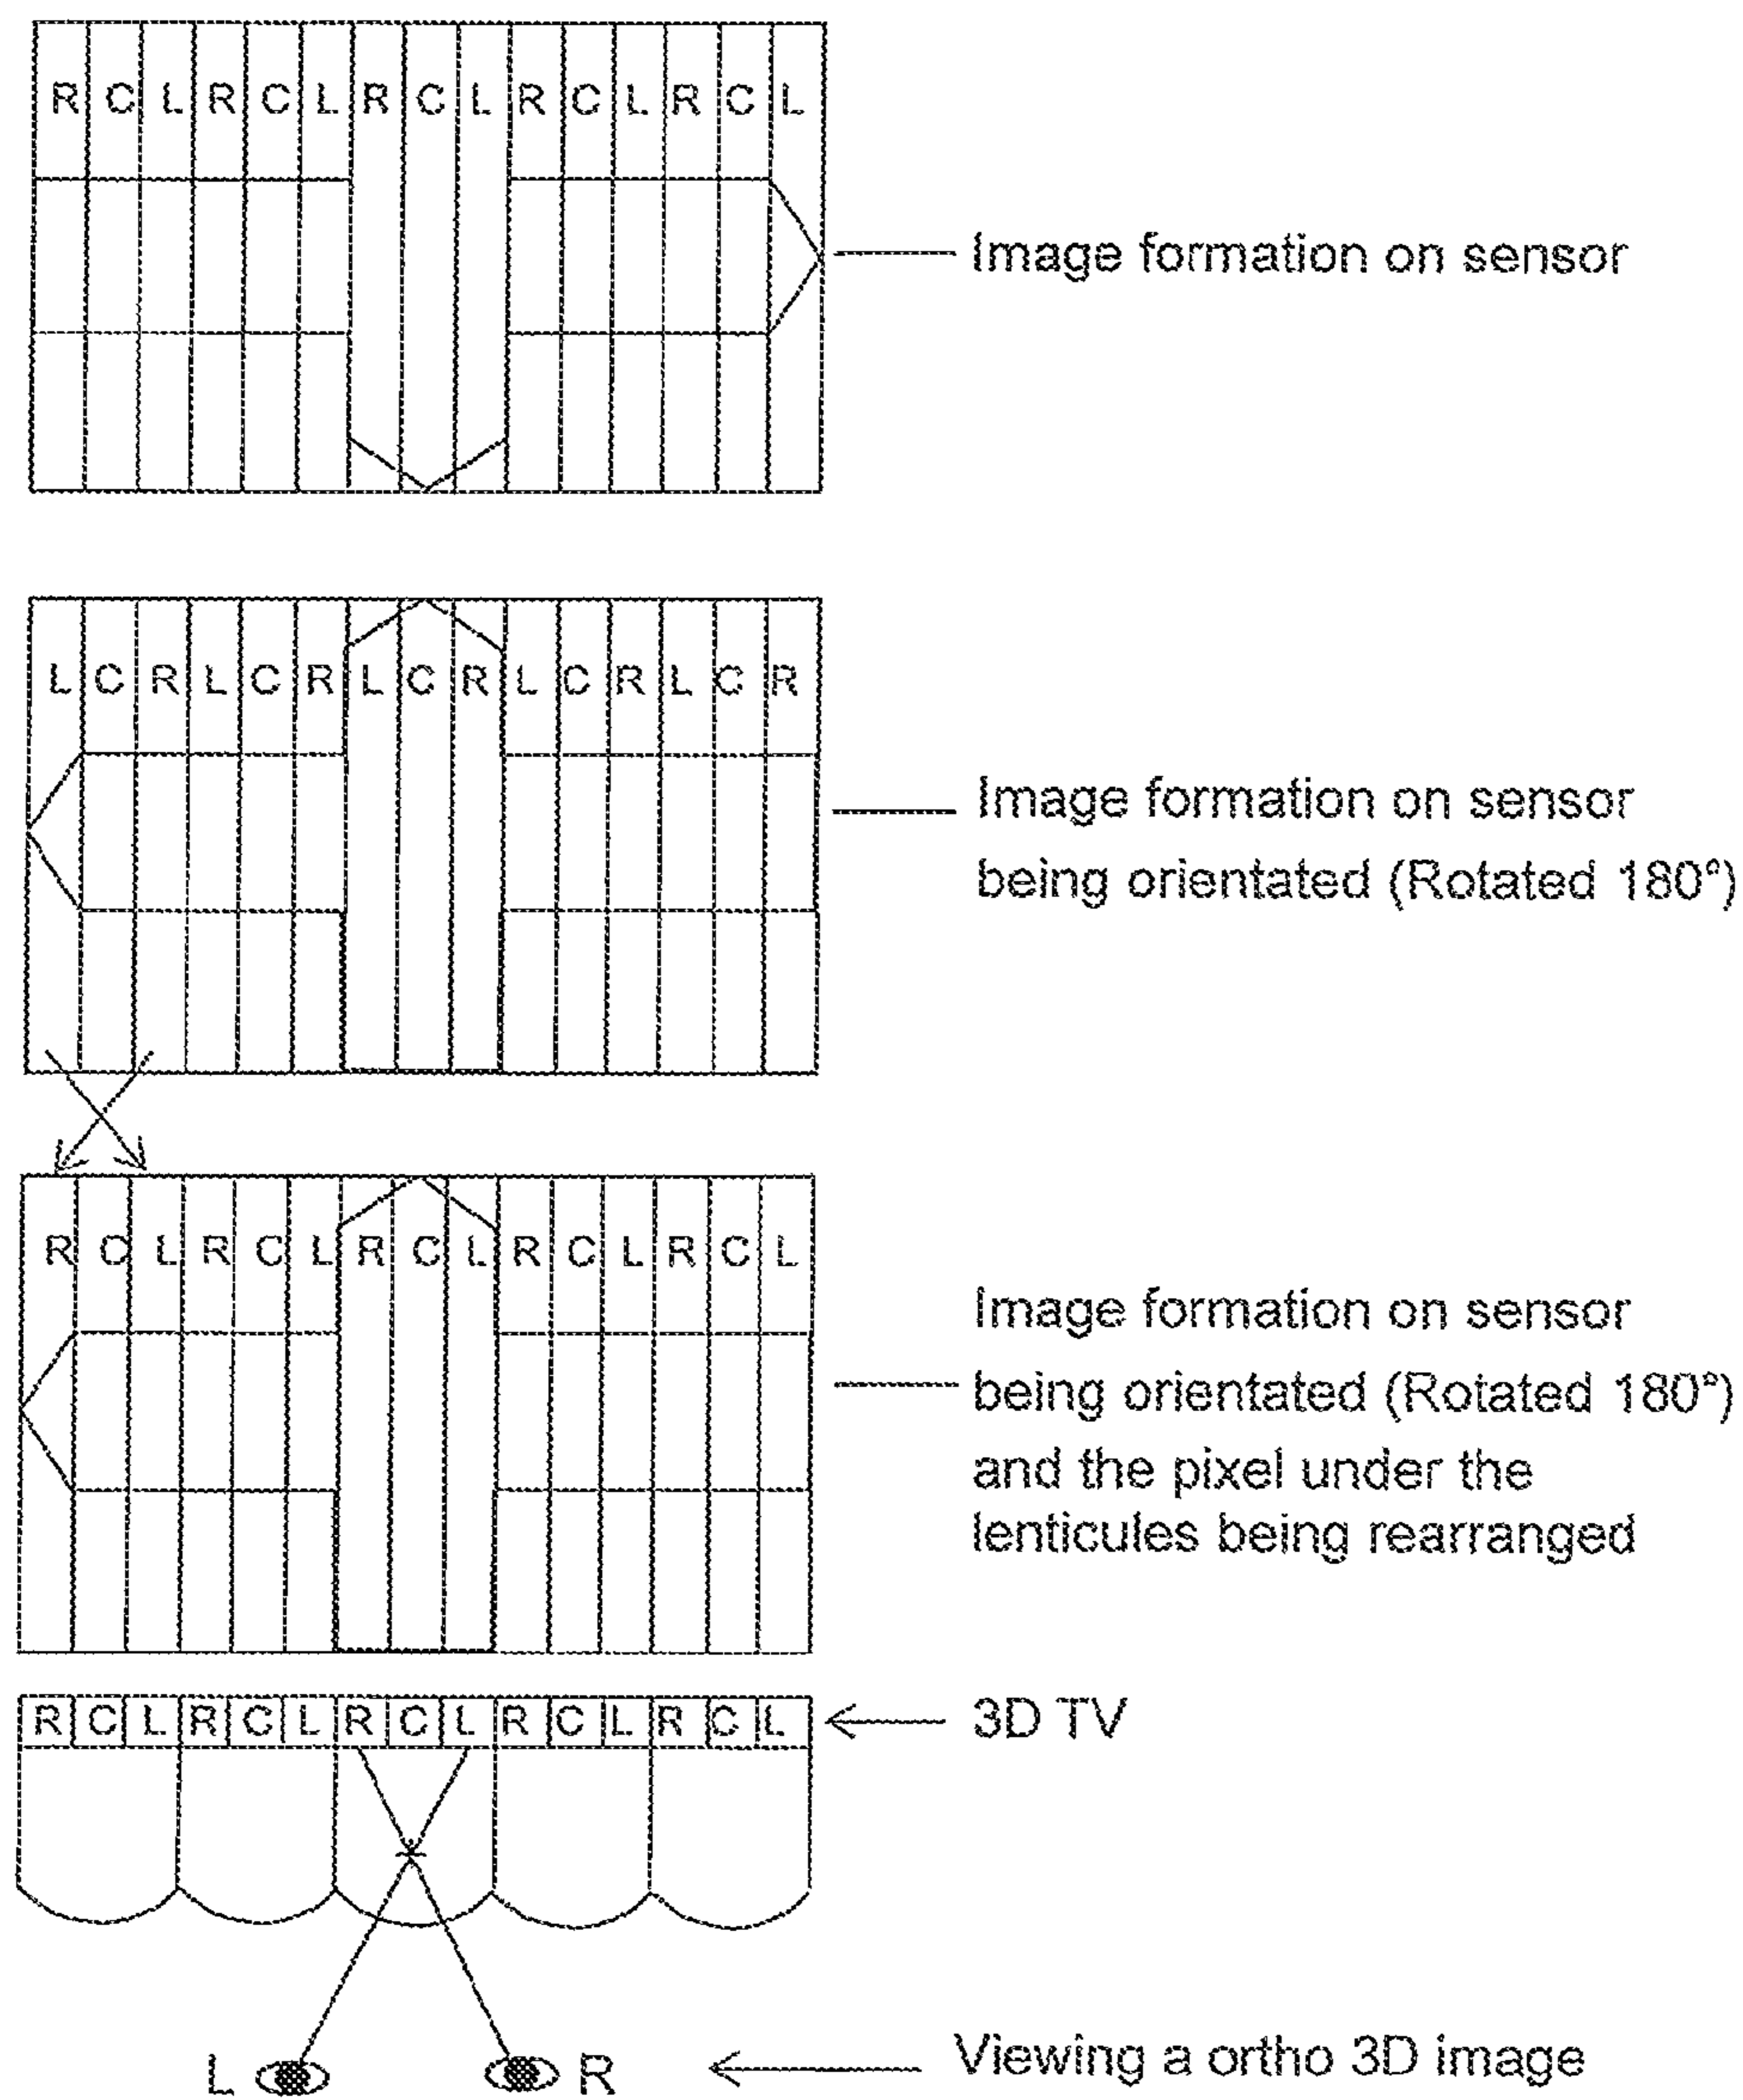 R C L R C L R C L R C L R C L
Image formation on sensor
L C R L C R L C R L C R L C R
Image formation on sensor
being orientated (Rotated 180°)
R C L R C L R C L R C L R C L
Image formation on sensor
being orientated (Rotated 180°)
and the pixel under the
lenticules being rearranged
R C L R C L R C L R C L R C L
3D TV
L R
Viewing a ortho 3D image